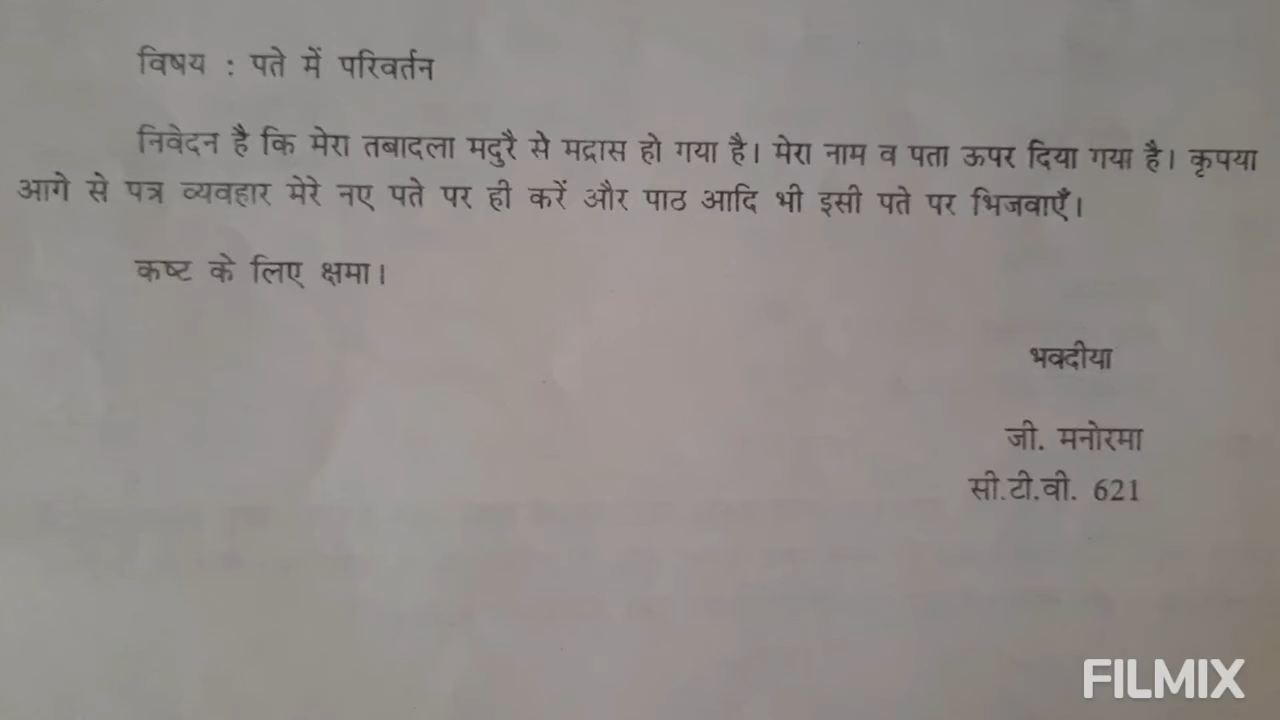 विषय : पते में परिवर्तन
निवेदन है कि मेरा तबादला मदुरै से मद्रास हो गया है। मेरा नाम व पता ऊपर दिया गया है। कृपया
आगे से पत्र व्यवहार मेरे नए पते पर ही करें और पाठ आदि भी इसी पते पर भिजवाएँ।
कष्ट के लिए क्षमा।
भवदीया
जी. मनोरमा
सी.टी.वी. 621
FILMIX